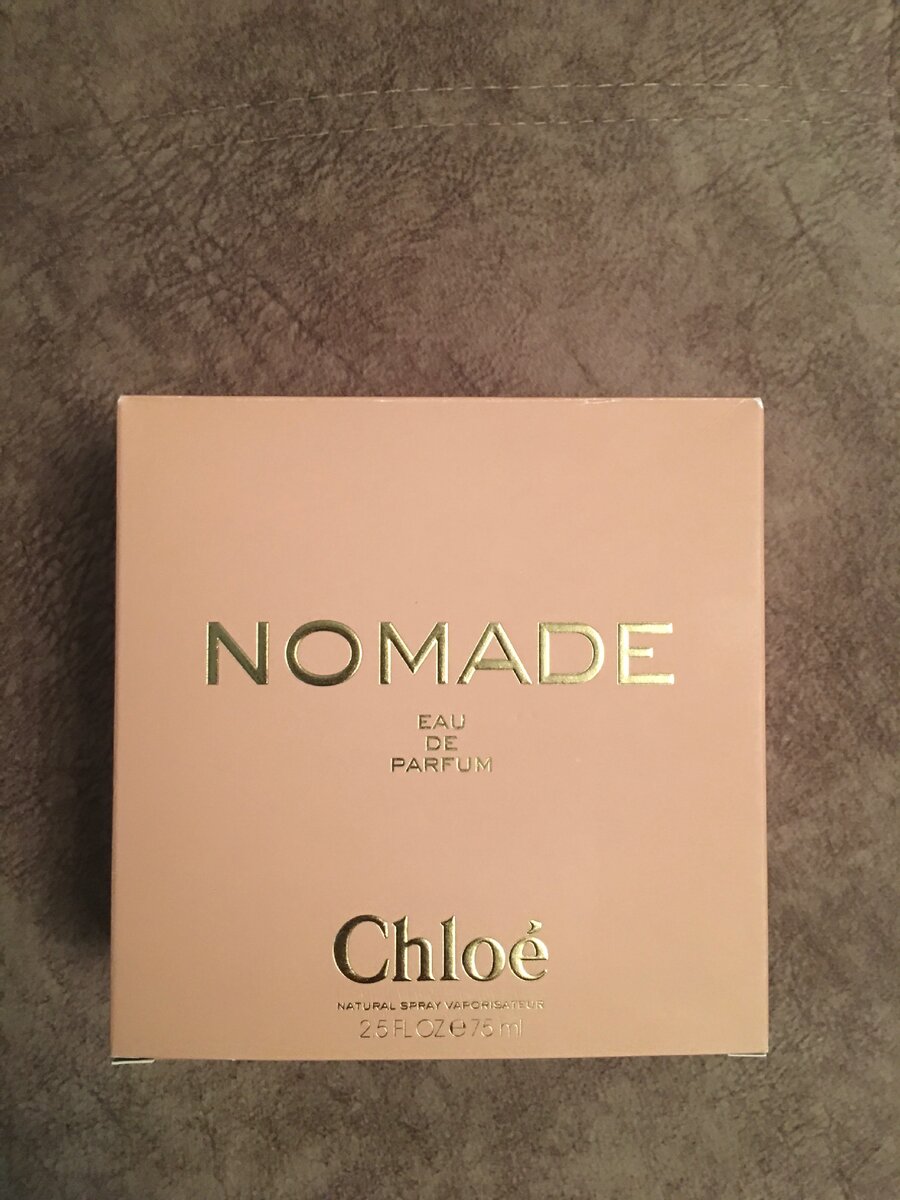 NOMADE
EAU
DE
PARFUM
Chloé
NATURAL SPRAY VAPORISATEUR
2.5 FL OZ ℮ 75 ml